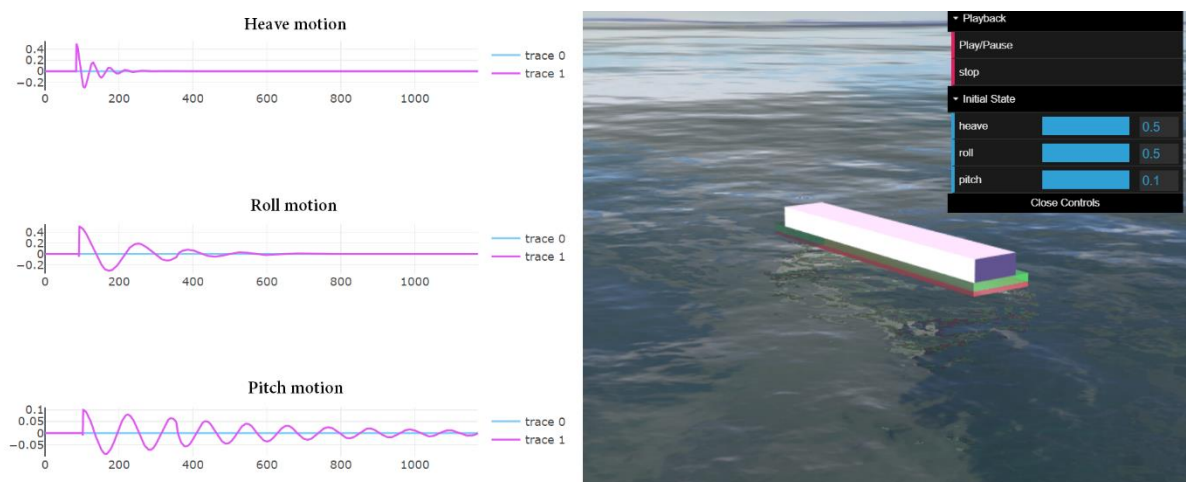 Heave motion
0.4
0.2
0
−0.2
0 200 400 600 800 1000
trace 0
trace 1
Roll motion
0.4
0.2
0
−0.2
0 200 400 600 800 1000
trace 0
trace 1
Pitch motion
0.1
0.05
0
−0.05
0 200 400 600 800 1000
trace 0
trace 1
Playback
Play/Pause
stop
Initial State
heave 0.5
roll 0.5
pitch 0.1
Close Controls